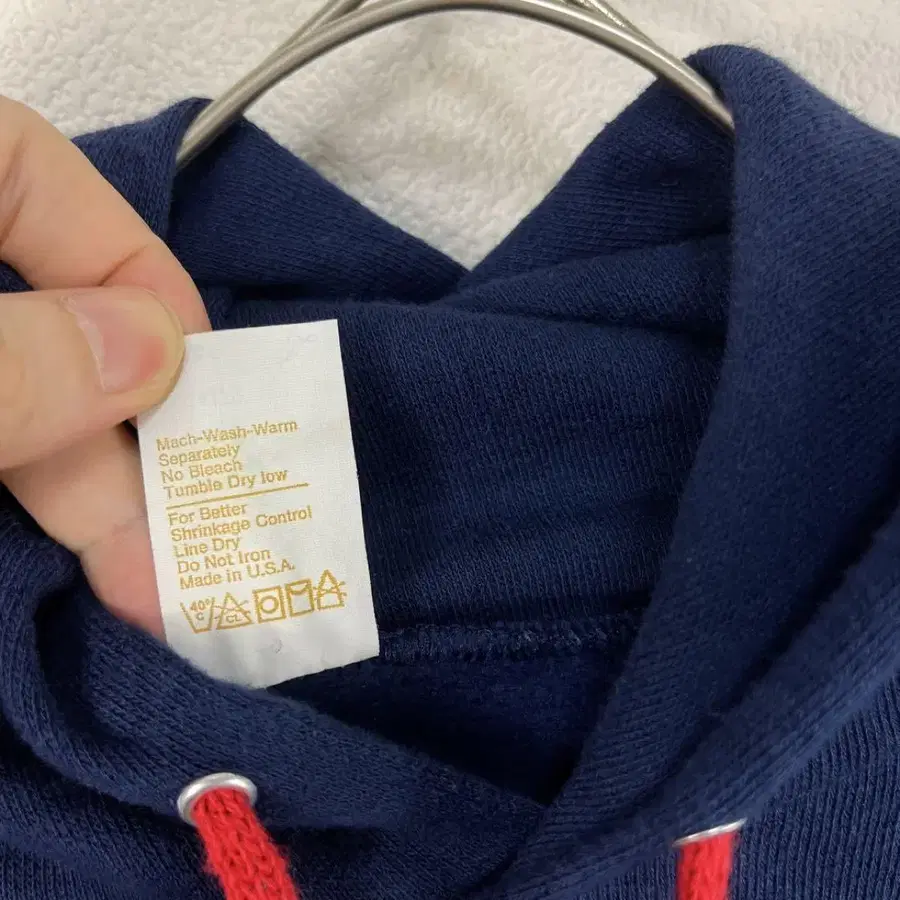 Mach-Wash-Warm
Separately
No Bleach
Tumble Dry low
For Better
Shrinkage Control
Line Dry
Do Not Iron
Made in U.S.A.
40°
C
CL